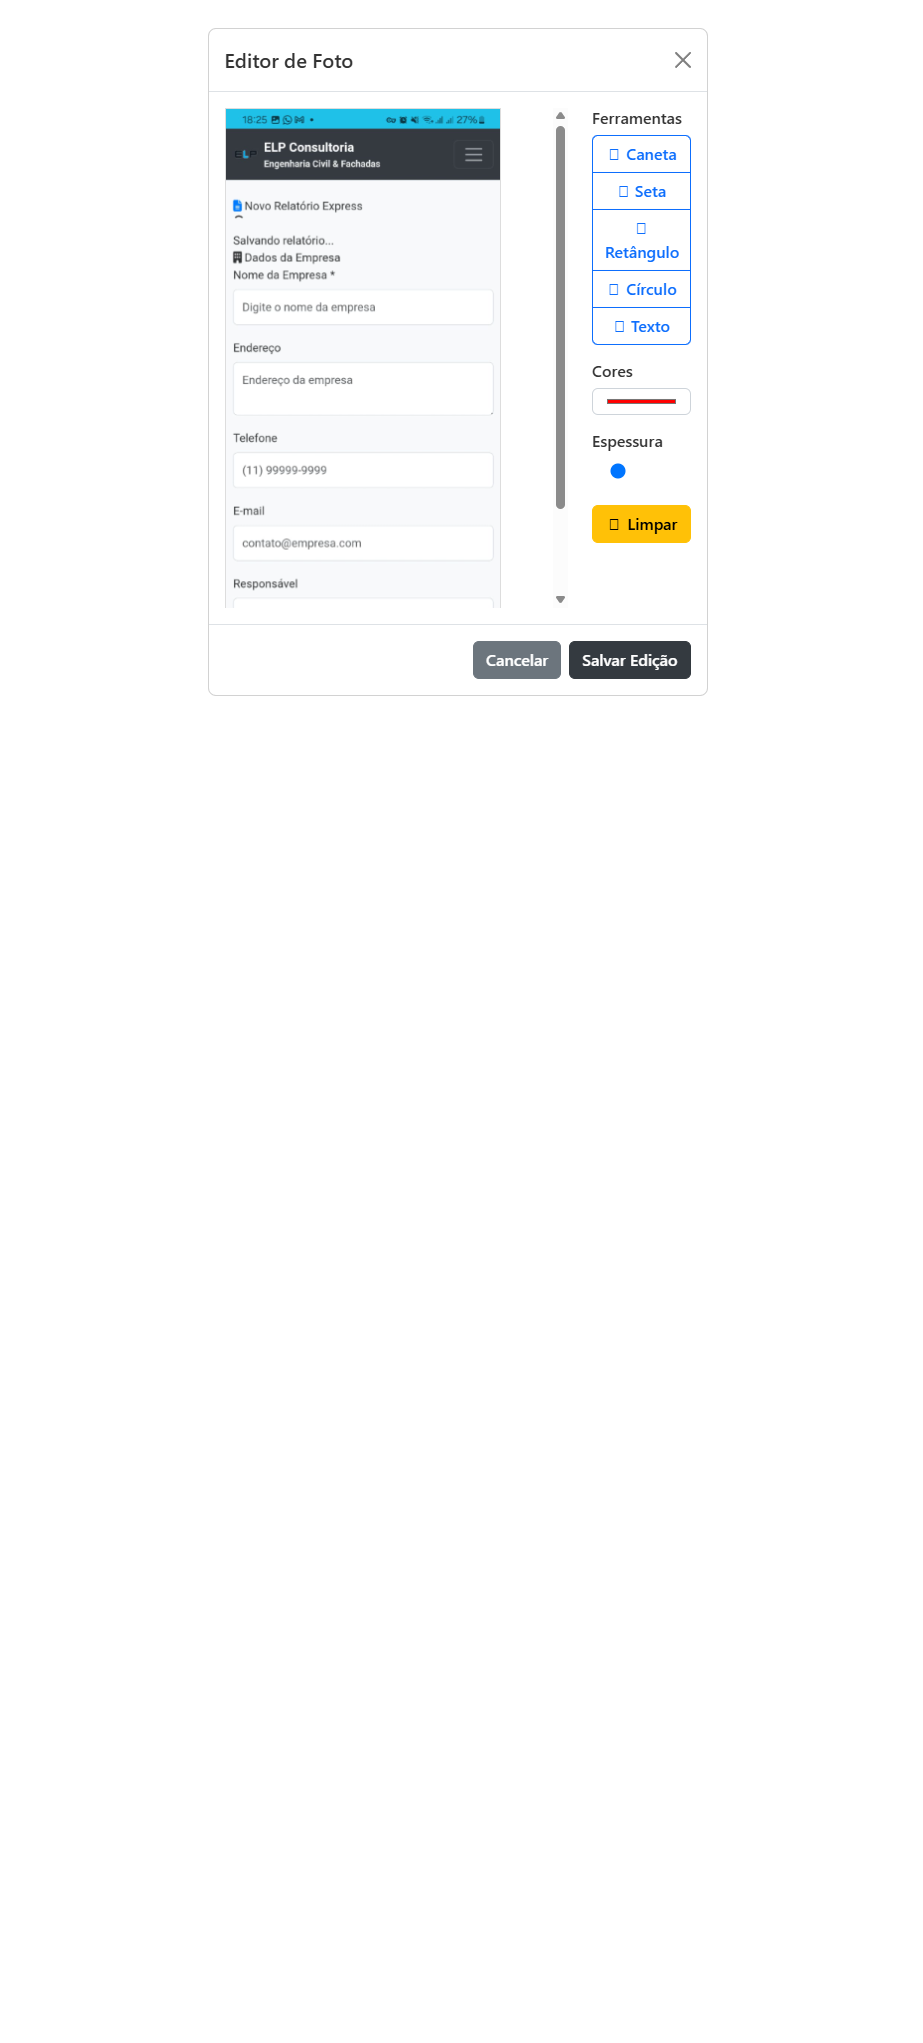 Editor de Foto
18:25 27%
ELP
ELP Consultoria
Engenharia Civil & Fachadas
Novo Relatório Express
Salvando relatório...
Dados da Empresa
Nome da Empresa *
Digite o nome da empresa
Endereço
Endereço da empresa
Telefone
(11) 99999-9999
E-mail
contato@empresa.com
Responsável
Ferramentas
Caneta
Seta
Retângulo
Círculo
Texto
Cores
Espessura
Limpar
Cancelar
Salvar Edição